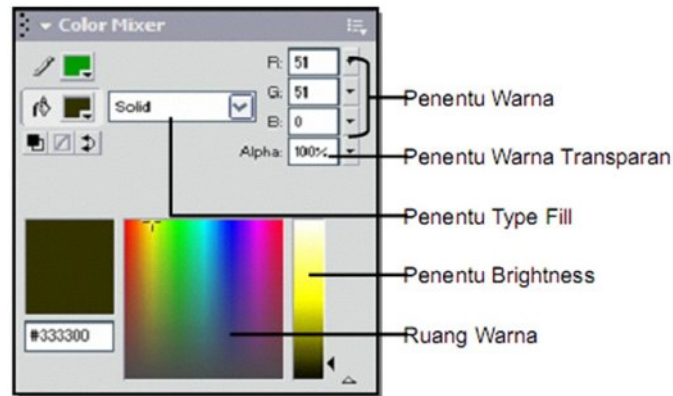 Color Mixer
R: 51
G: 51
Solid
B: 0
Alpha: 100%
#333300
Penentu Warna
Penentu Warna Transparan
Penentu Type Fill
Penentu Brightness
Ruang Warna